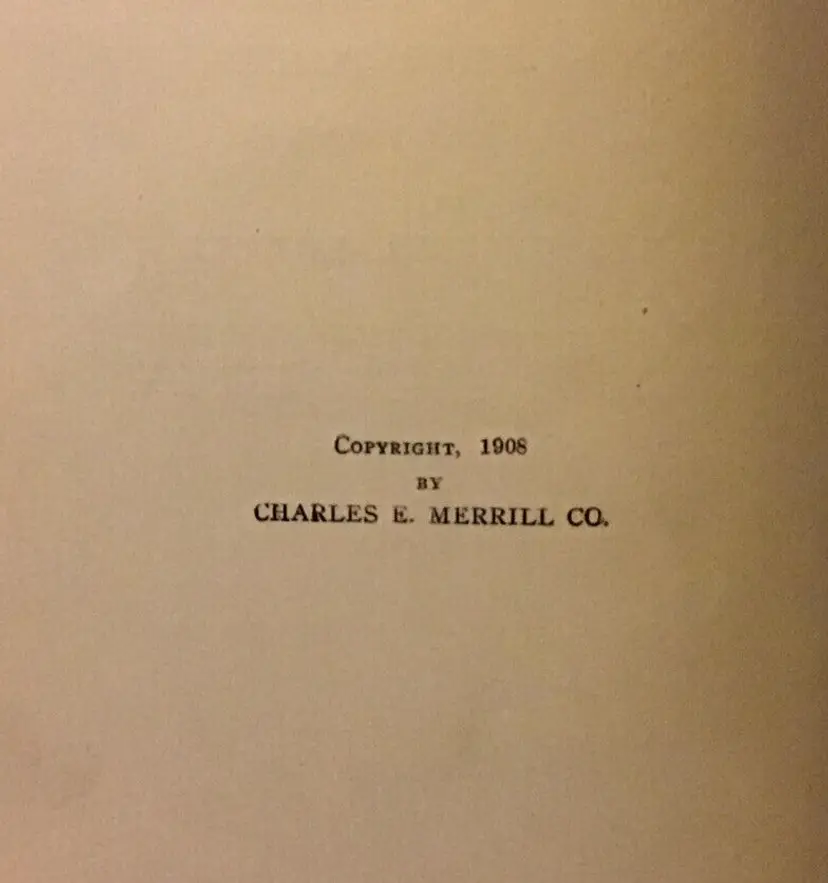 COPYRIGHT, 1908
BY
CHARLES E. MERRILL CO.